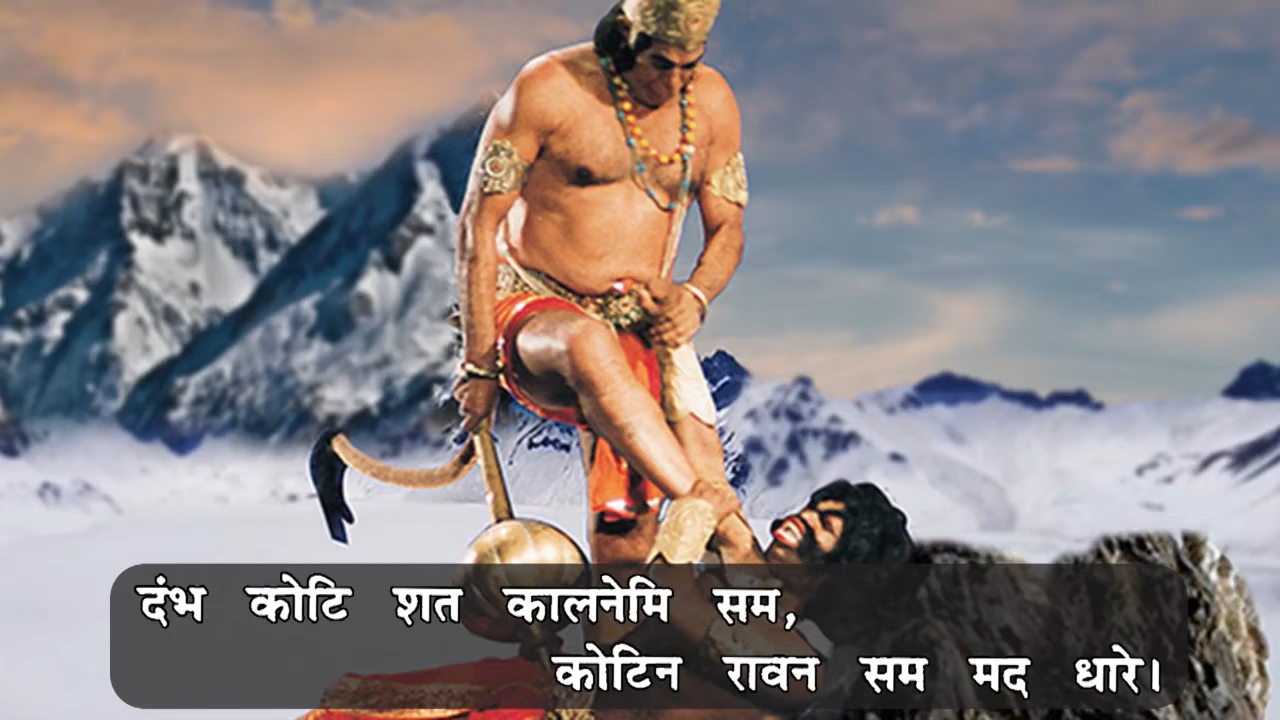 दंभ कोटि शत कालनेमि सम,
कोटिन रावन सम मद धारे।